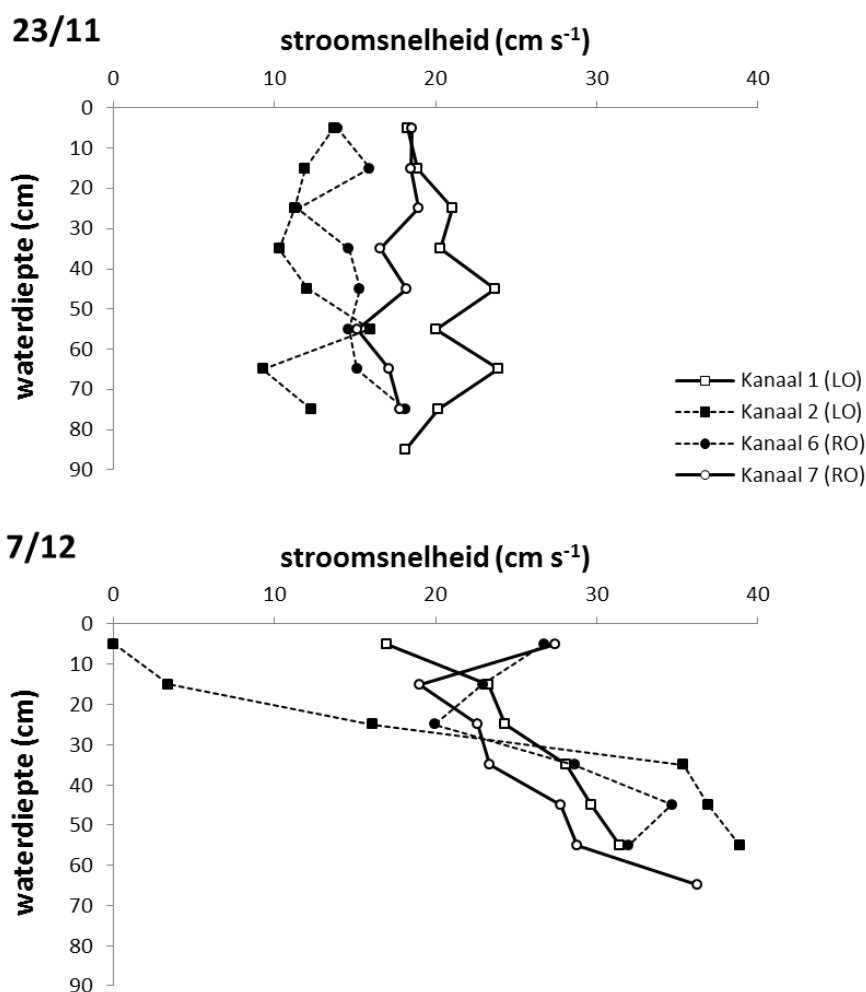 23/11
stroomsnelheid (cm s⁻¹)
0 10 20 30 40
0
10
20
30
40
50
60
70
80
90
waterdiepte (cm)
Kanaal 1 (LO)
Kanaal 2 (LO)
Kanaal 6 (RO)
Kanaal 7 (RO)
7/12
stroomsnelheid (cm s⁻¹)
0 10 20 30 40
0
10
20
30
40
50
60
70
80
90
waterdiepte (cm)